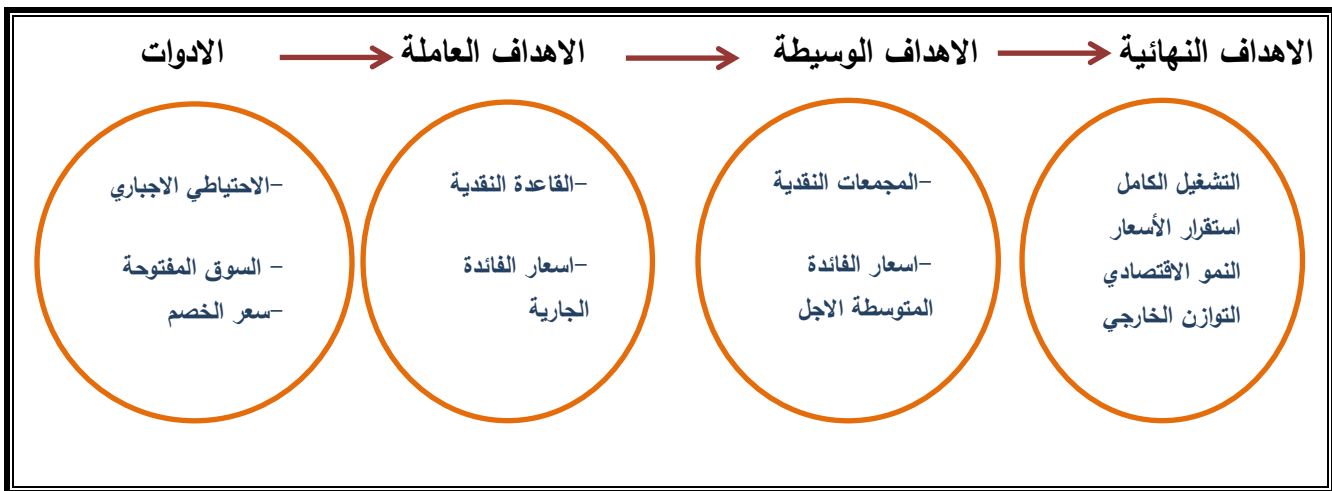 الاهداف النهائية
الاهداف الوسيطة
الاهداف العاملة
الادوات
التشغيل الكامل
استقرار الأسعار
النمو الاقتصادي
التوازن الخارجي
-المجمعات النقدية
-اسعار الفائدة
المتوسطة الاجل
-القاعدة النقدية
-اسعار الفائدة
الجارية
-الاحتياطي الاجباري
- السوق المفتوحة
-سعر الخصم